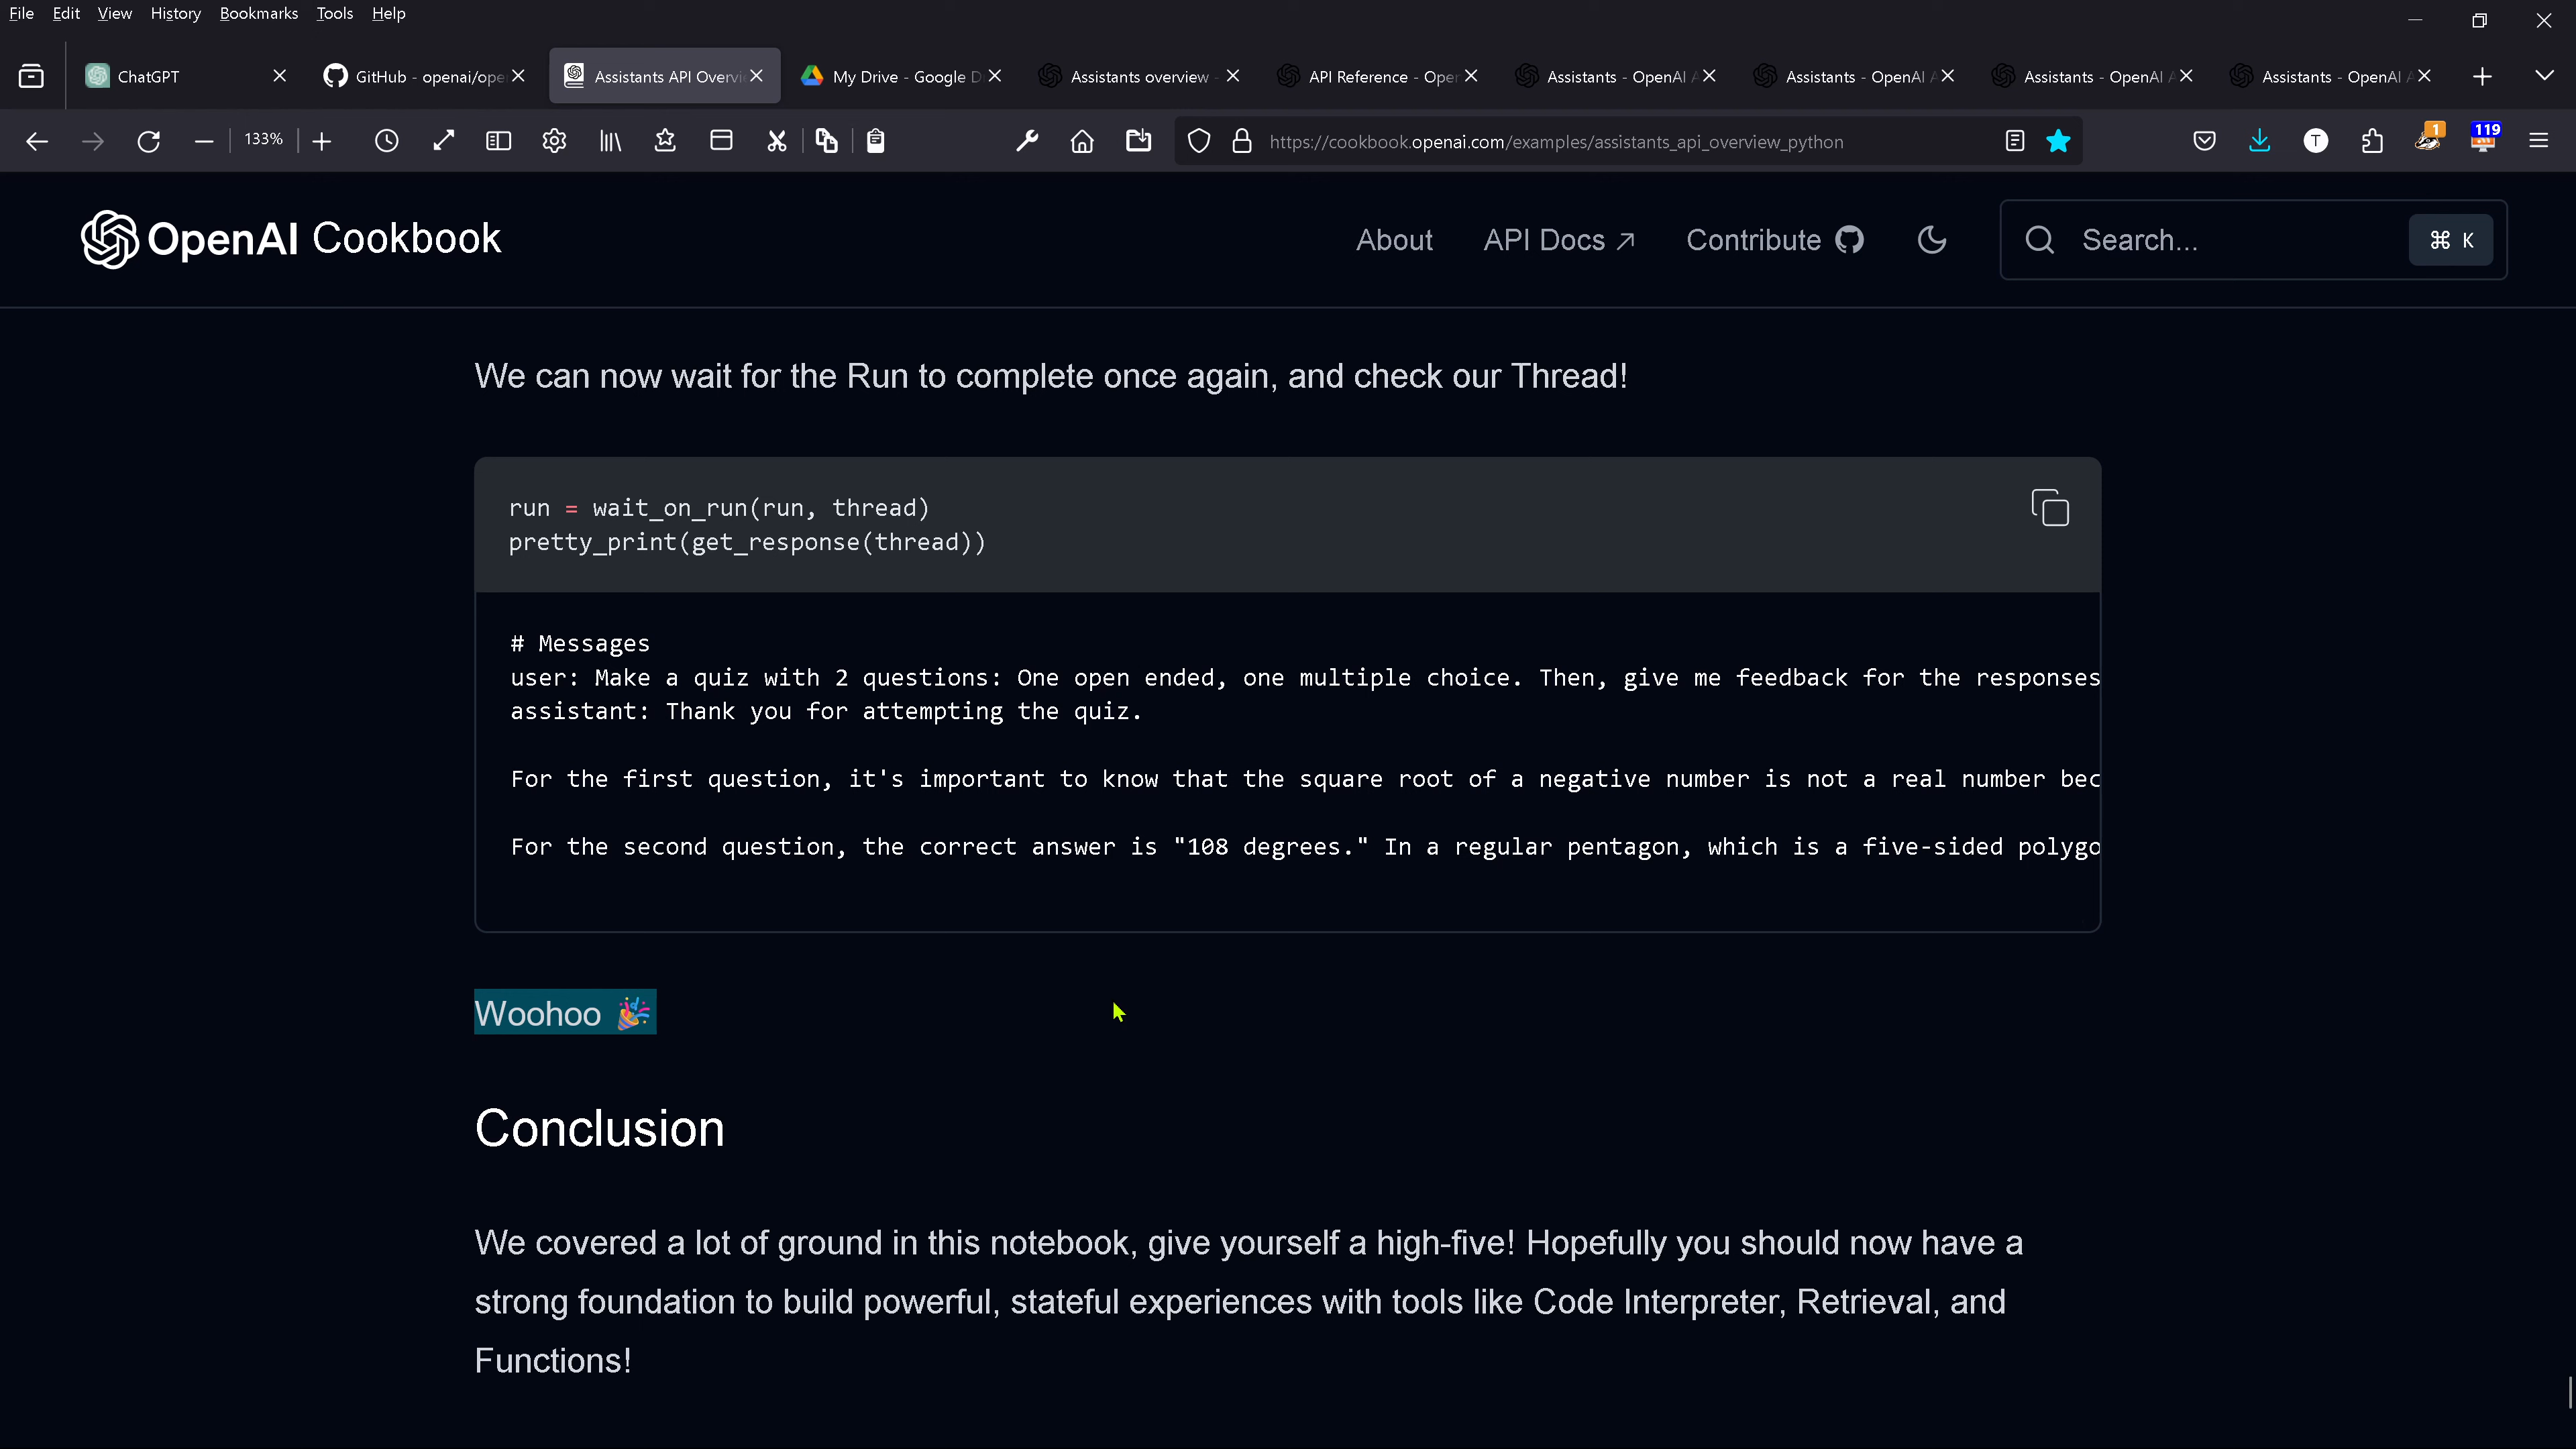 File Edit View History Bookmarks Tools Help
ChatGPT
GitHub - openai/ope
Assistants API Overvi
My Drive - Google D
Assistants overview -
API Reference - Ope
Assistants - OpenAI A
Assistants - OpenAI A
Assistants - OpenAI A
Assistants - OpenAI A
133%
https://cookbook.openai.com/examples/assistants_api_overview_python
T
1
119
OpenAI Cookbook
About
API Docs ↗
Contribute
Search...
⌘ K
We can now wait for the Run to complete once again, and check our Thread!
run = wait_on_run(run, thread)
pretty_print(get_response(thread))
# Messages
user: Make a quiz with 2 questions: One open ended, one multiple choice. Then, give me feedback for the responses
assistant: Thank you for attempting the quiz.
For the first question, it's important to know that the square root of a negative number is not a real number bec
For the second question, the correct answer is "108 degrees." In a regular pentagon, which is a five-sided polygo
Woohoo 🎉
Conclusion
We covered a lot of ground in this notebook, give yourself a high-five! Hopefully you should now have a
strong foundation to build powerful, stateful experiences with tools like Code Interpreter, Retrieval, and
Functions!